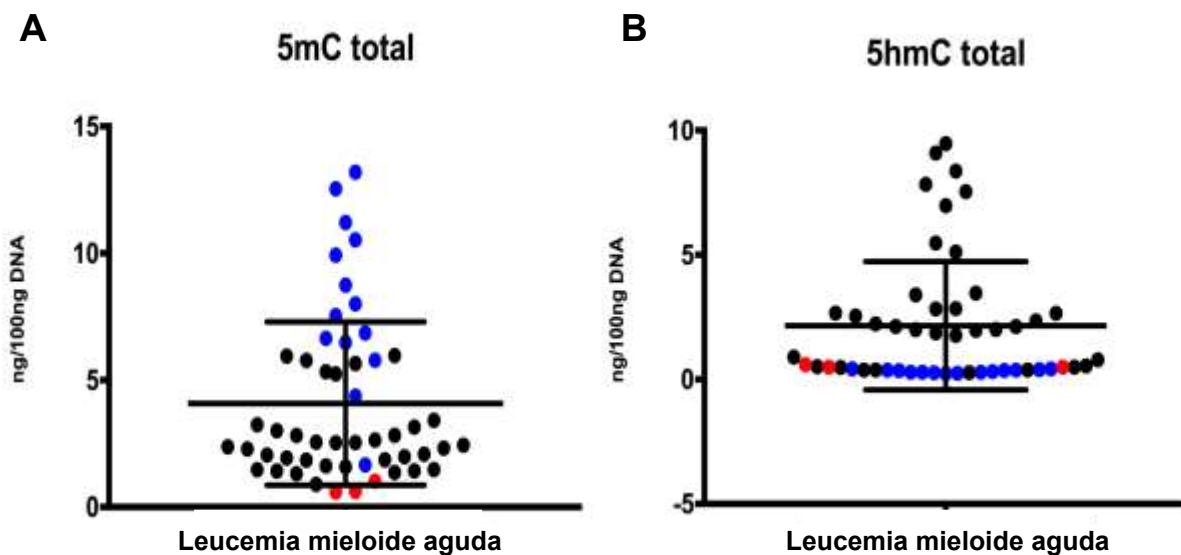 A
5mC total
15
10
5
0
ng/100ng DNA
Leucemia mieloide aguda
B
5hmC total
10
5
0
-5
ng/100ng DNA
Leucemia mieloide aguda